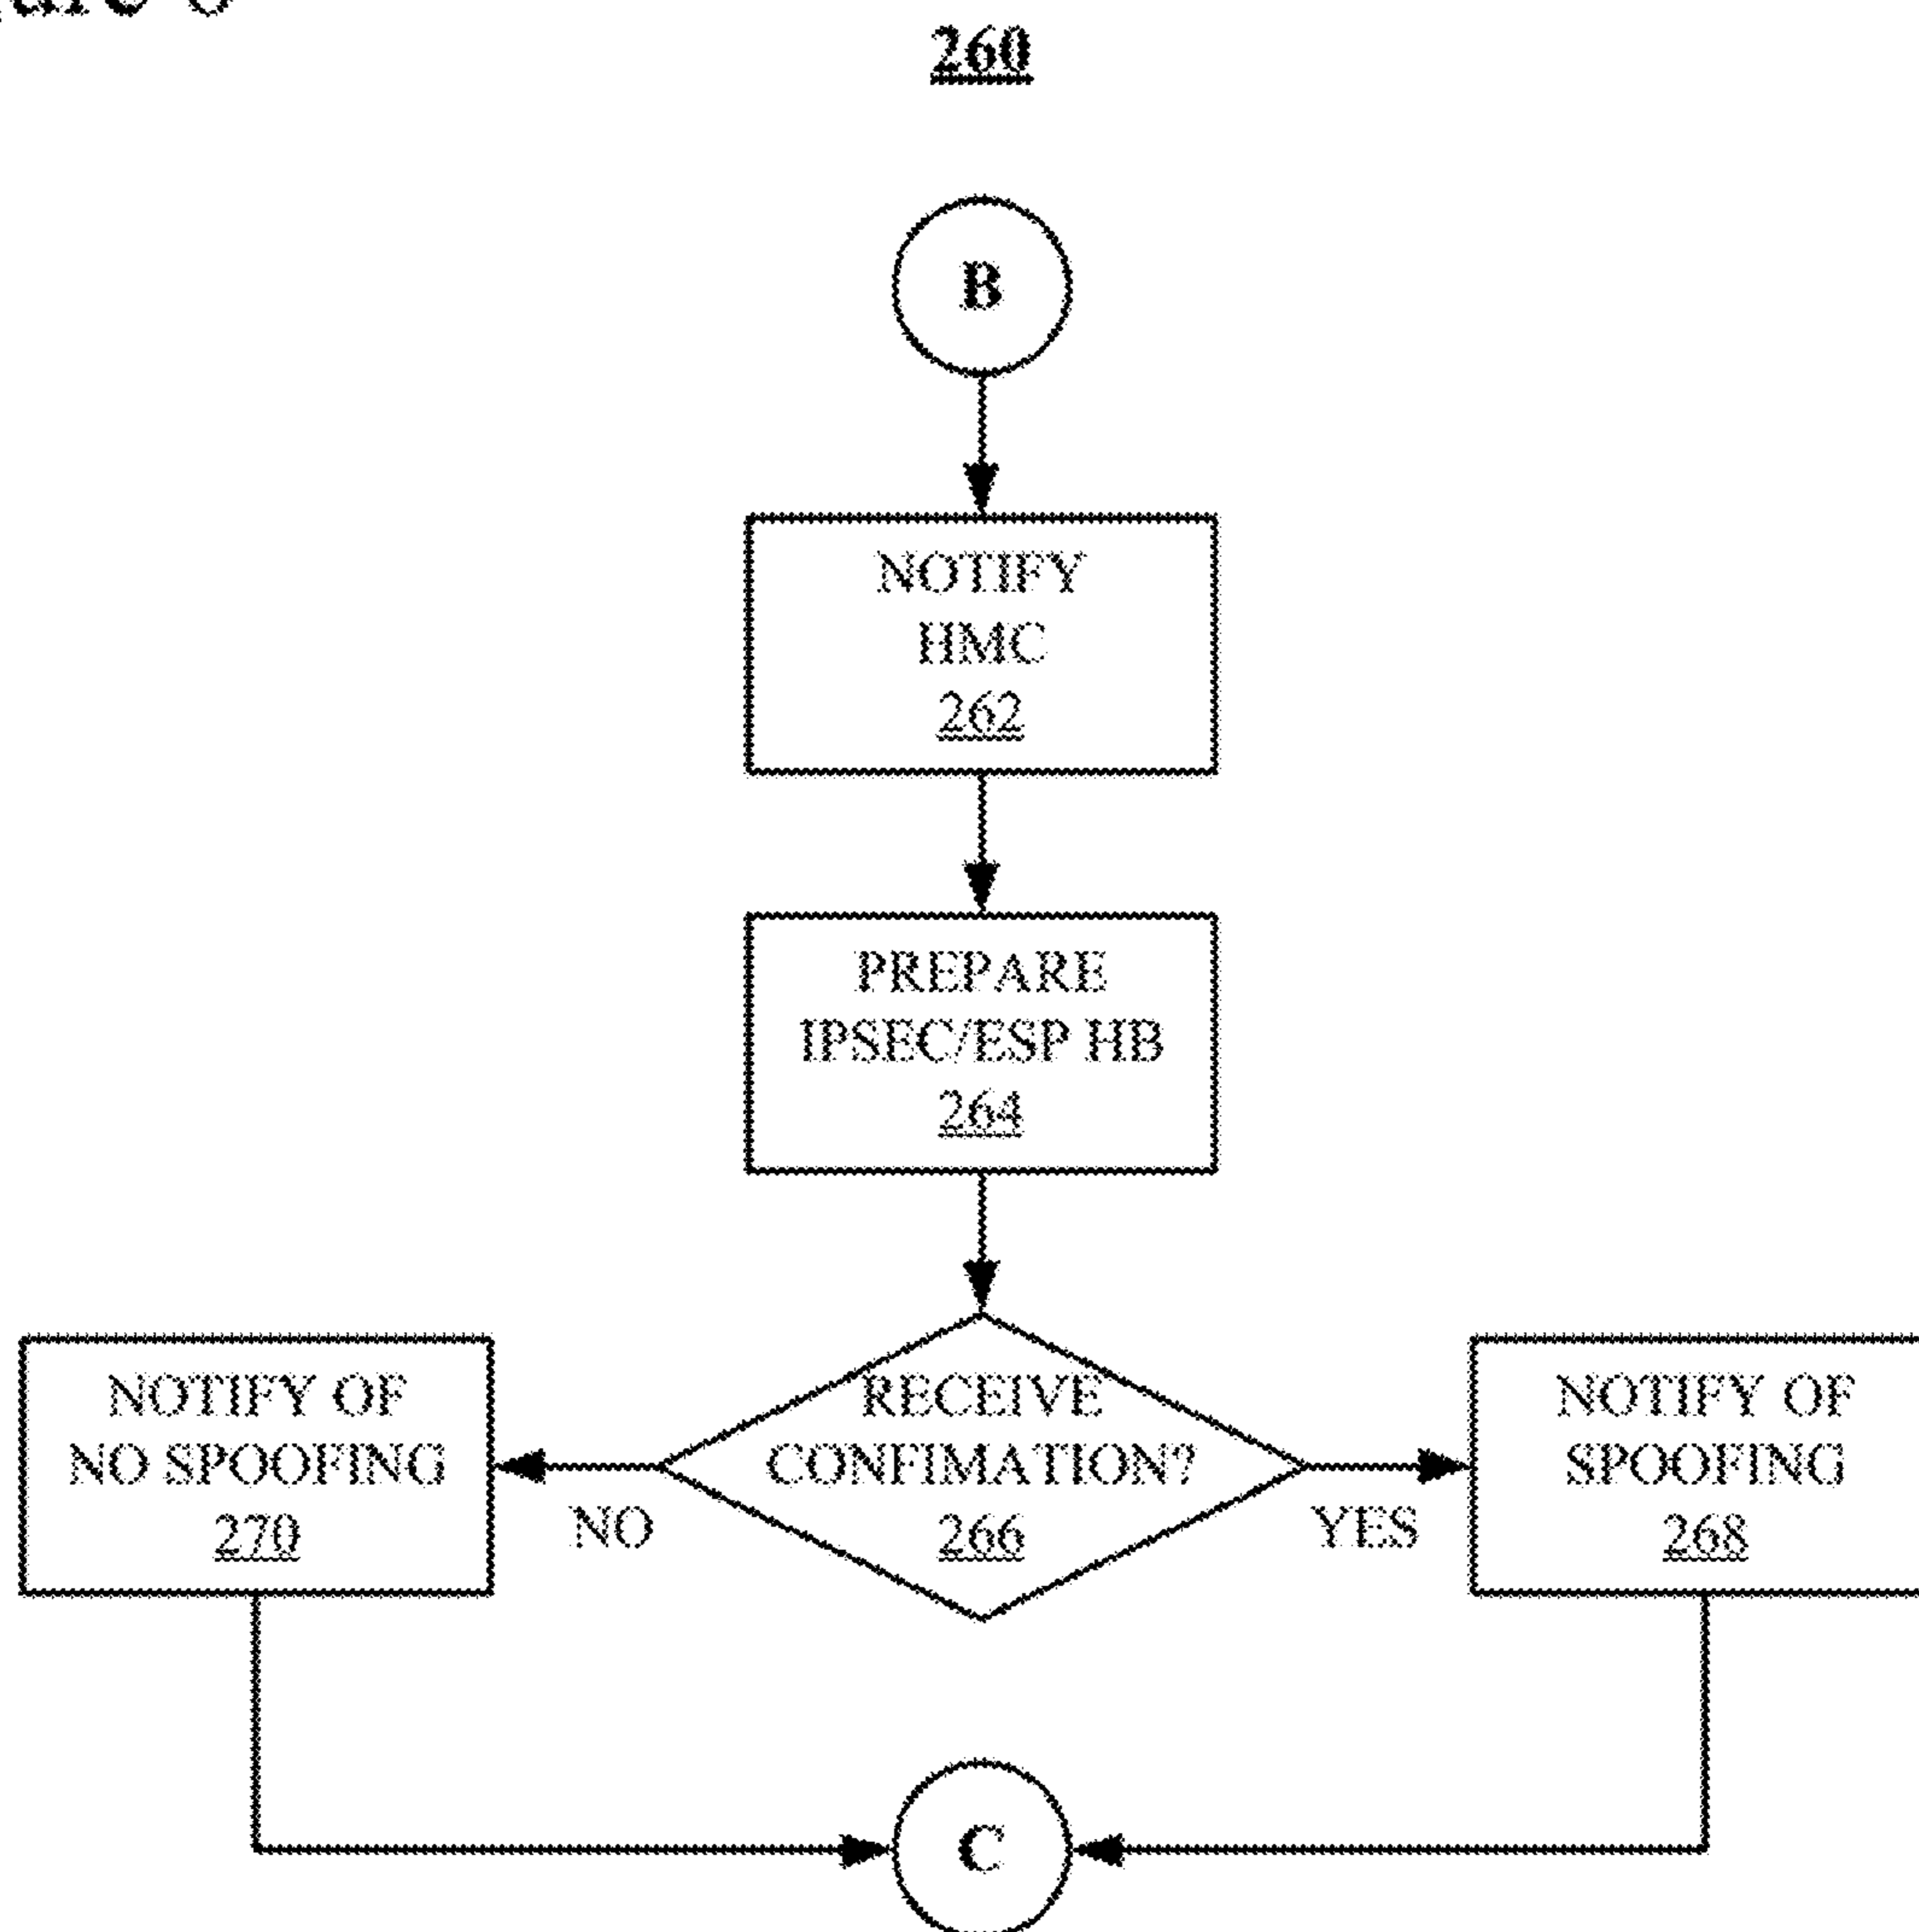 260
B
NOTIFY
HMC
262
PREPARE
IPSEC/ESP HB
264
RECEIVE
CONFIMATION?
266
NOTIFY OF
NO SPOOFING
270
NO
YES
NOTIFY OF
SPOOFING
268
C